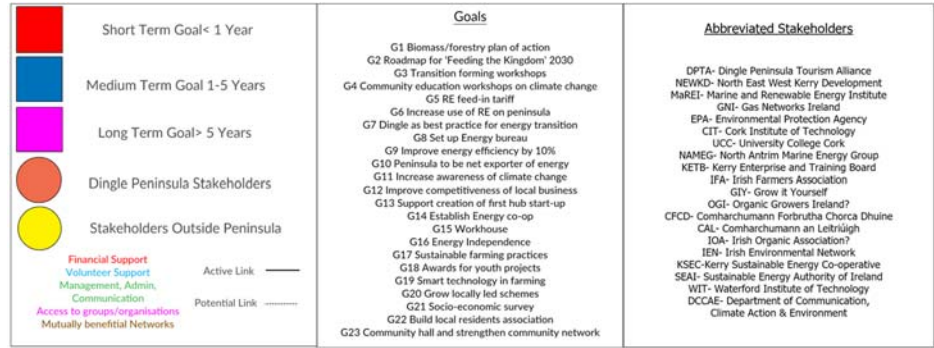 Short Term Goal< 1 Year
Medium Term Goal 1-5 Years
Long Term Goal> 5 Years
Dingle Peninsula Stakeholders
Stakeholders Outside Peninsula
Financial Support
Volunteer Support
Management, Admin,
Communication
Access to groups/organisations
Mutually benefitial Networks
Active Link
Potential Link
Goals
G1 Biomass/forestry plan of action
G2 Roadmap for 'Feeding the Kingdom' 2030
G3 Transition forming workshops
G4 Community education workshops on climate change
G5 RE feed-in tariff
G6 Increase use of RE on peninsula
G7 Dingle as best practice for energy transition
G8 Set up Energy bureau
G9 Improve energy efficiency by 10%
G10 Peninsula to be net exporter of energy
G11 Increase awareness of climate change
G12 Improve competitiveness of local business
G13 Support creation of first hub start-up
G14 Establish Energy co-op
G15 Workhouse
G16 Energy Independence
G17 Sustainable farming practices
G18 Awards for youth projects
G19 Smart technology in farming
G20 Grow locally led schemes
G21 Socio-economic survey
G22 Build local residents association
G23 Community hall and strengthen community network
Abbreviated Stakeholders
DPTA- Dingle Peninsula Tourism Alliance
NEWKD- North East West Kerry Development
MaREI- Marine and Renewable Energy Institute
GNI- Gas Networks Ireland
EPA- Environmental Protection Agency
CIT- Cork Institute of Technology
UCC- University College Cork
NAMEG- North Antrim Marine Energy Group
KETB- Kerry Enterprise and Training Board
IFA- Irish Farmers Association
GIY- Grow it Yourself
OGI- Organic Growers Ireland?
CFCD- Comharchumann Forbrutha Chorca Dhuine
CAL- Comharchumann an Leitriúigh
IOA- Irish Organic Association?
IEN- Irish Environmental Network
KSEC-Kerry Sustainable Energy Co-operative
SEAI- Sustainable Energy Authority of Ireland
WIT- Waterford Institute of Technology
DCCAE- Department of Communication,
Climate Action & Environment